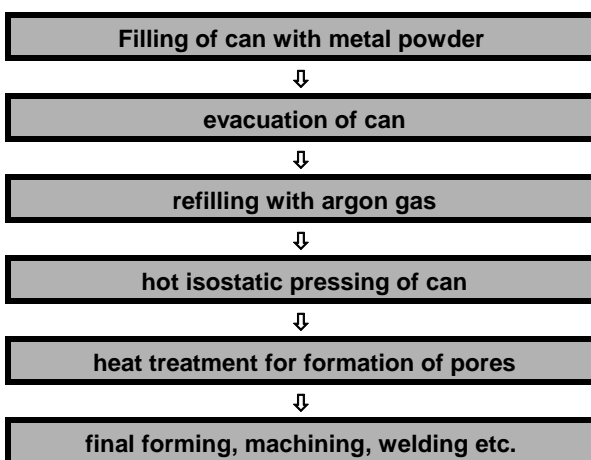 Filling of can with metal powder
⇩
evacuation of can
⇩
refilling with argon gas
⇩
hot isostatic pressing of can
⇩
heat treatment for formation of pores
⇩
final forming, machining, welding etc.